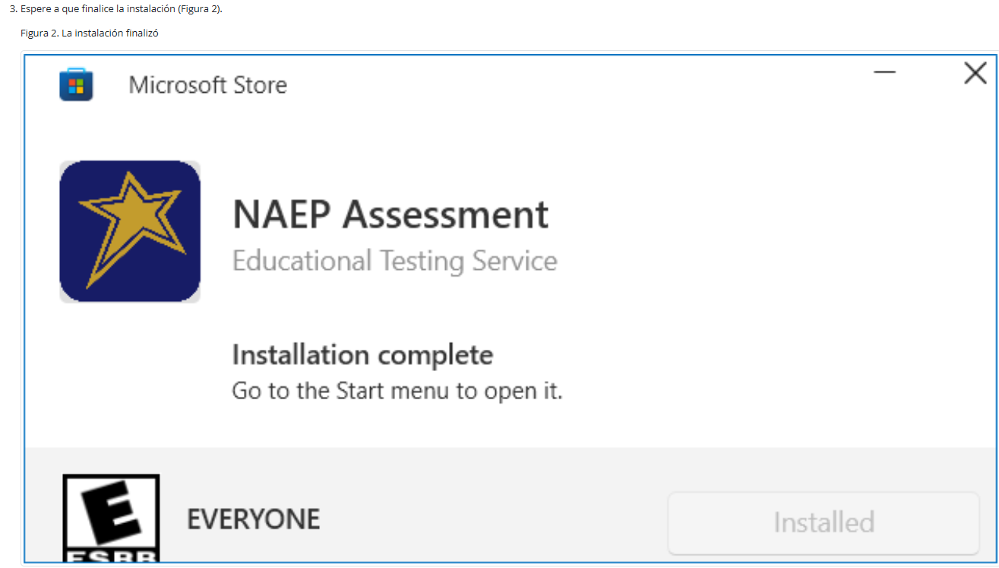 3. Espere a que finalice la instalación (Figura 2).
Figura 2. La instalación finalizó
Microsoft Store
NAEP Assessment
Educational Testing Service
Installation complete
Go to the Start menu to open it.
E
EVERYONE
ESRB
Installed